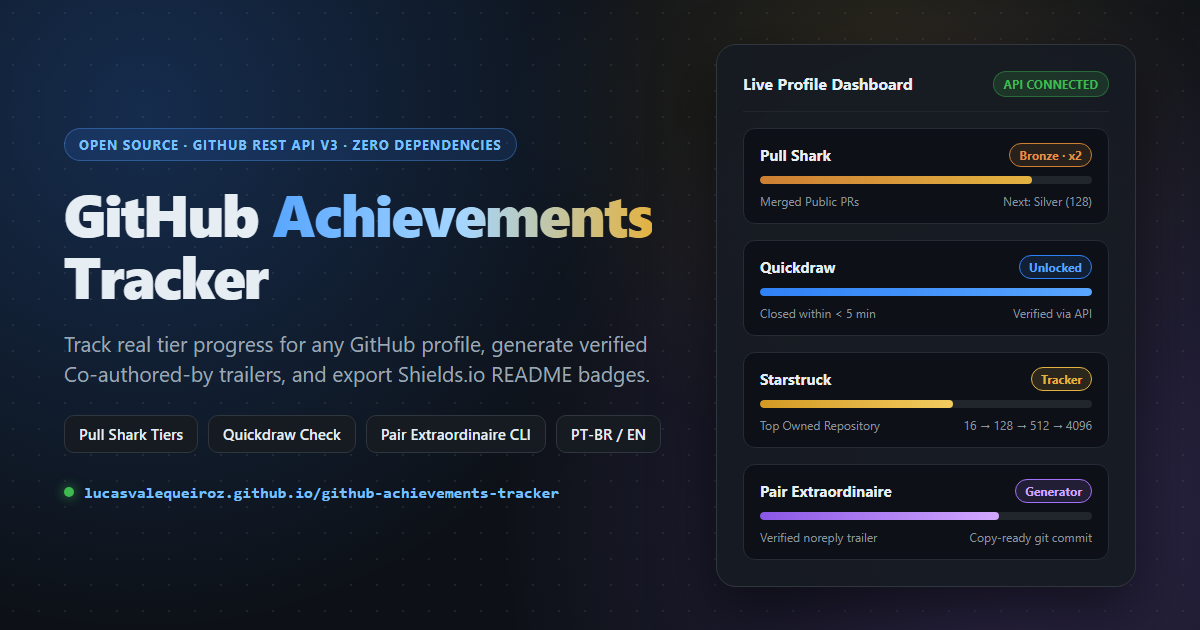 OPEN SOURCE · GITHUB REST API V3 · ZERO DEPENDENCIES
GitHub Achievements
Tracker
Track real tier progress for any GitHub profile, generate verified
Co-authored-by trailers, and export Shields.io README badges.
Pull Shark Tiers
Quickdraw Check
Pair Extraordinaire CLI
PT-BR / EN
lucasvalequeiroz.github.io/github-achievements-tracker
Live Profile Dashboard
API CONNECTED
Pull Shark
Bronze · x2
Merged Public PRs
Next: Silver (128)
Quickdraw
Unlocked
Closed within < 5 min
Verified via API
Starstruck
Tracker
Top Owned Repository
16 → 128 → 512 → 4096
Pair Extraordinaire
Generator
Verified noreply trailer
Copy-ready git commit